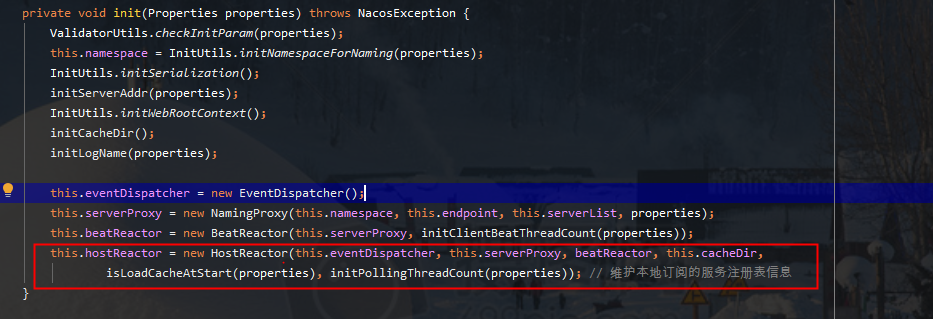 private void init(Properties properties) throws NacosException {
ValidatorUtils.checkInitParam(properties);
this.namespace = InitUtils.initNamespaceForNaming(properties);
InitUtils.initSerialization();
initServerAddr(properties);
InitUtils.initWebRootContext();
initCacheDir();
initLogName(properties);
this.eventDispatcher = new EventDispatcher();
this.serverProxy = new NamingProxy(this.namespace, this.endpoint, this.serverList, properties);
this.beatReactor = new BeatReactor(this.serverProxy, initClientBeatThreadCount(properties));
this.hostReactor = new HostReactor(this.eventDispatcher, this.serverProxy, beatReactor, this.cacheDir,
isLoadCacheAtStart(properties), initPollingThreadCount(properties)); // 维护本地订阅的服务注册表信息
}